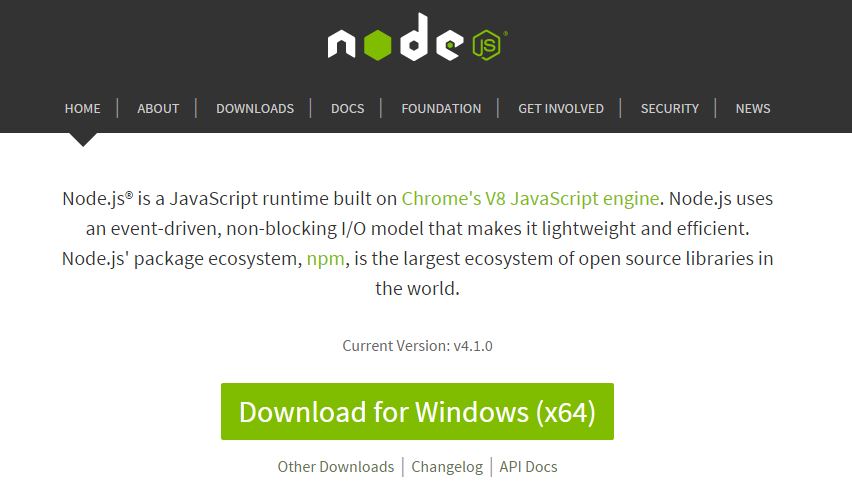 node JS ®
HOME | ABOUT | DOWNLOADS | DOCS | FOUNDATION | GET INVOLVED | SECURITY | NEWS
Node.js® is a JavaScript runtime built on Chrome's V8 JavaScript engine. Node.js uses
an event-driven, non-blocking I/O model that makes it lightweight and efficient.
Node.js' package ecosystem, npm, is the largest ecosystem of open source libraries in
the world.
Current Version: v4.1.0
Download for Windows (x64)
Other Downloads | Changelog | API Docs